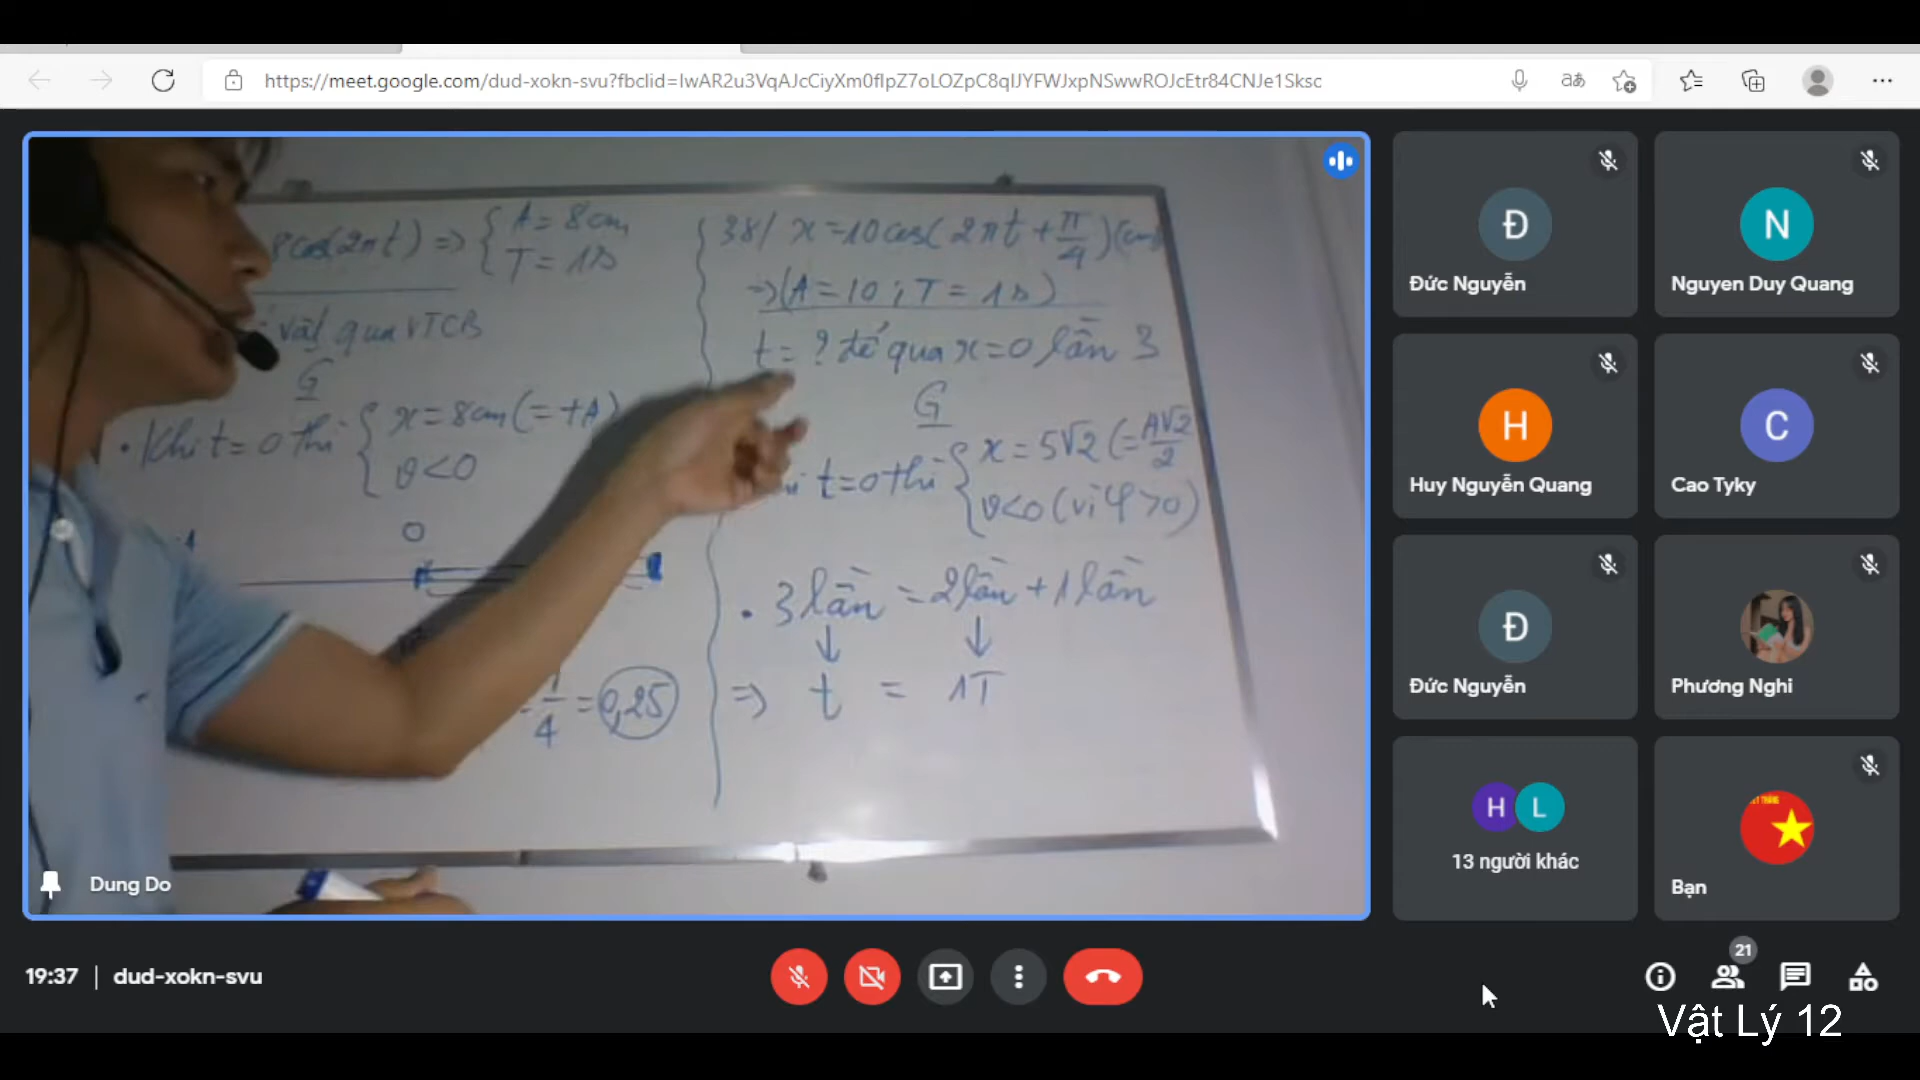 https://meet.google.com/dud-xokn-svu?fbclid=IwAR2u3VqAJcCiyXm0flpZ7oLOZpC8qIJYFWJxpNSwwROJcEtr84CNJe1Sksc
8cos(2πt) => { A = 8cm
T = 1s
vật qua VTCB
G
• Khi t = 0 thì { x = 8cm (= +A)
v < 0
O
1/4 = 0,25
38/ x = 10cos(2πt + π/4)(cm)
=> (A = 10 ; T = 1s)
t = ? để qua x = 0 lần 3
G
t = 0 thì { x = 5√2 (= A√2/2
v < 0 (vì φ > 0)
• 3 lần = 2 lần + 1 lần
↓ ↓
=> t = 1T
Dung Do
Đ
Đức Nguyễn
N
Nguyen Duy Quang
H
Huy Nguyễn Quang
C
Cao Tyky
Đ
Đức Nguyễn
Phương Nghi
H L
13 người khác
Bạn
19:37 | dud-xokn-svu
21
Vật Lý 12